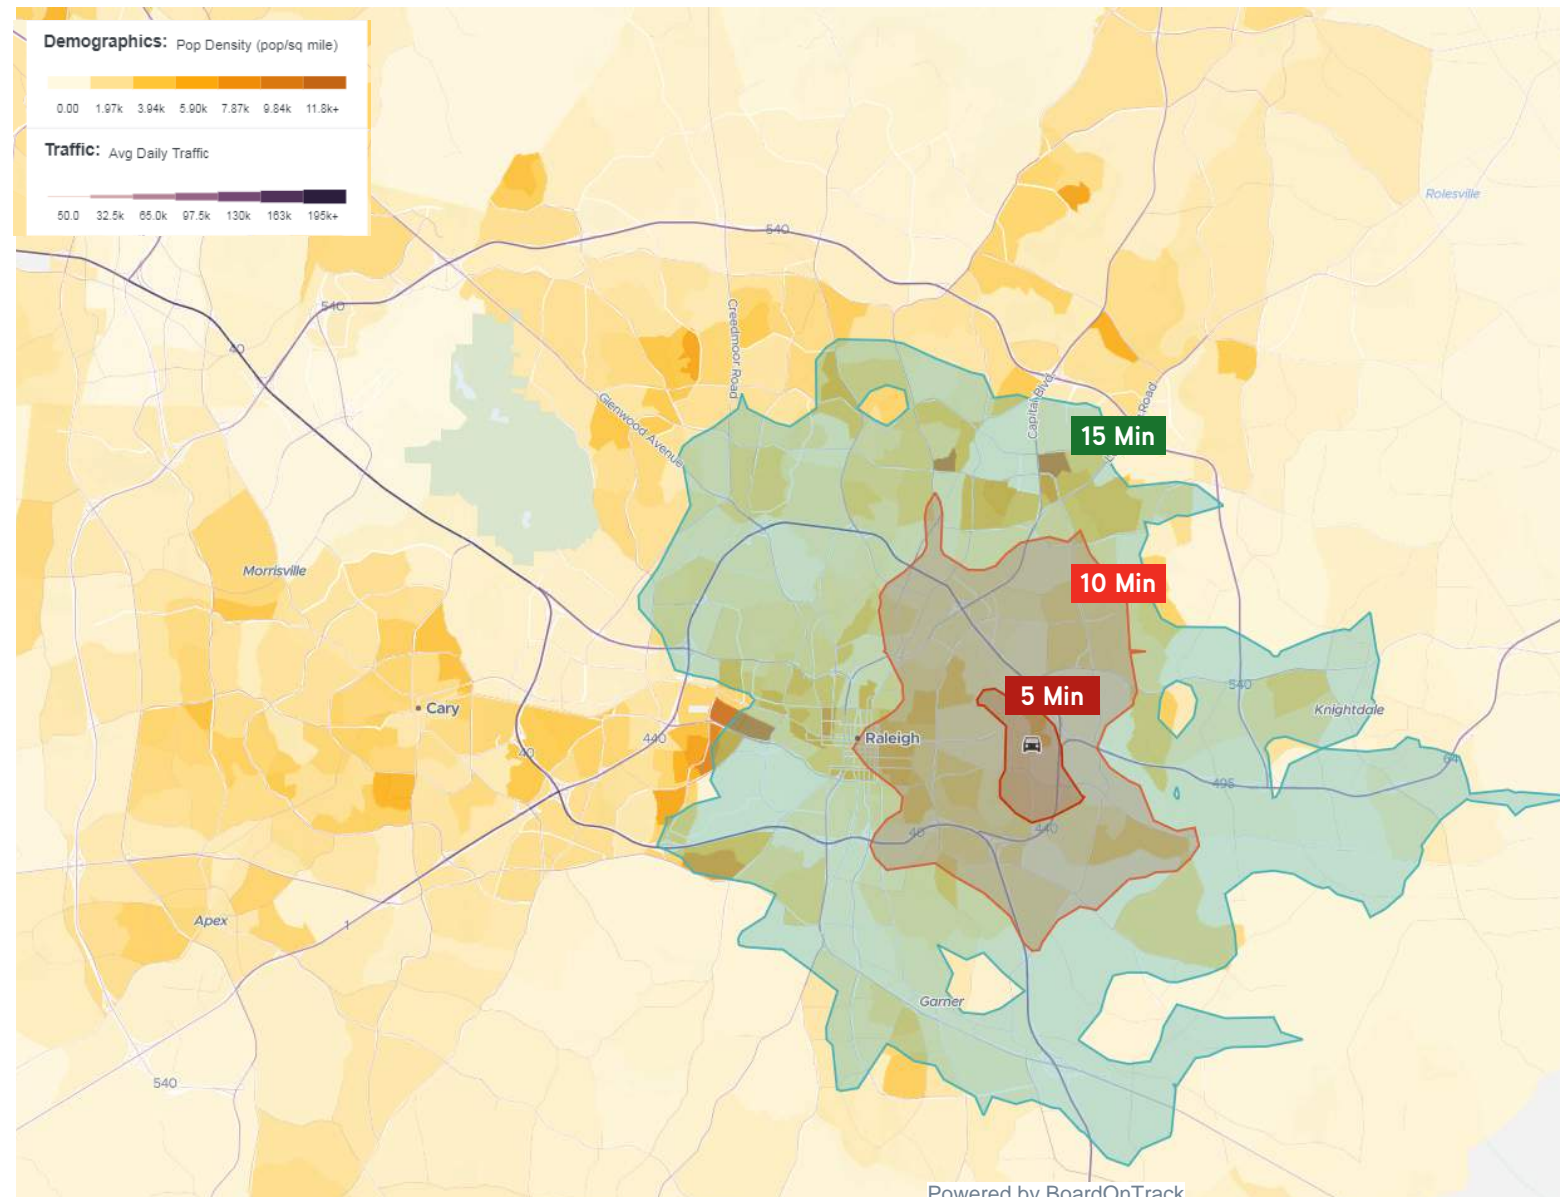 Demographics: Pop Density (pop/sq mile)
0.00 1.97k 3.94k 5.90k 7.87k 9.84k 11.8k+
Traffic: Avg Daily Traffic
50.0 32.5k 65.0k 97.5k 130k 163k 195k+
Rolesville
540
540
40
Creedmoor Road
Glenwood Avenue
Capital Blvd
Road
15 Min
Morrisville
10 Min
5 Min
540
Knightdale
Cary
Raleigh
440
40
64
495
40
440
Apex
1
Garner
540
Powered by BoardOnTrack